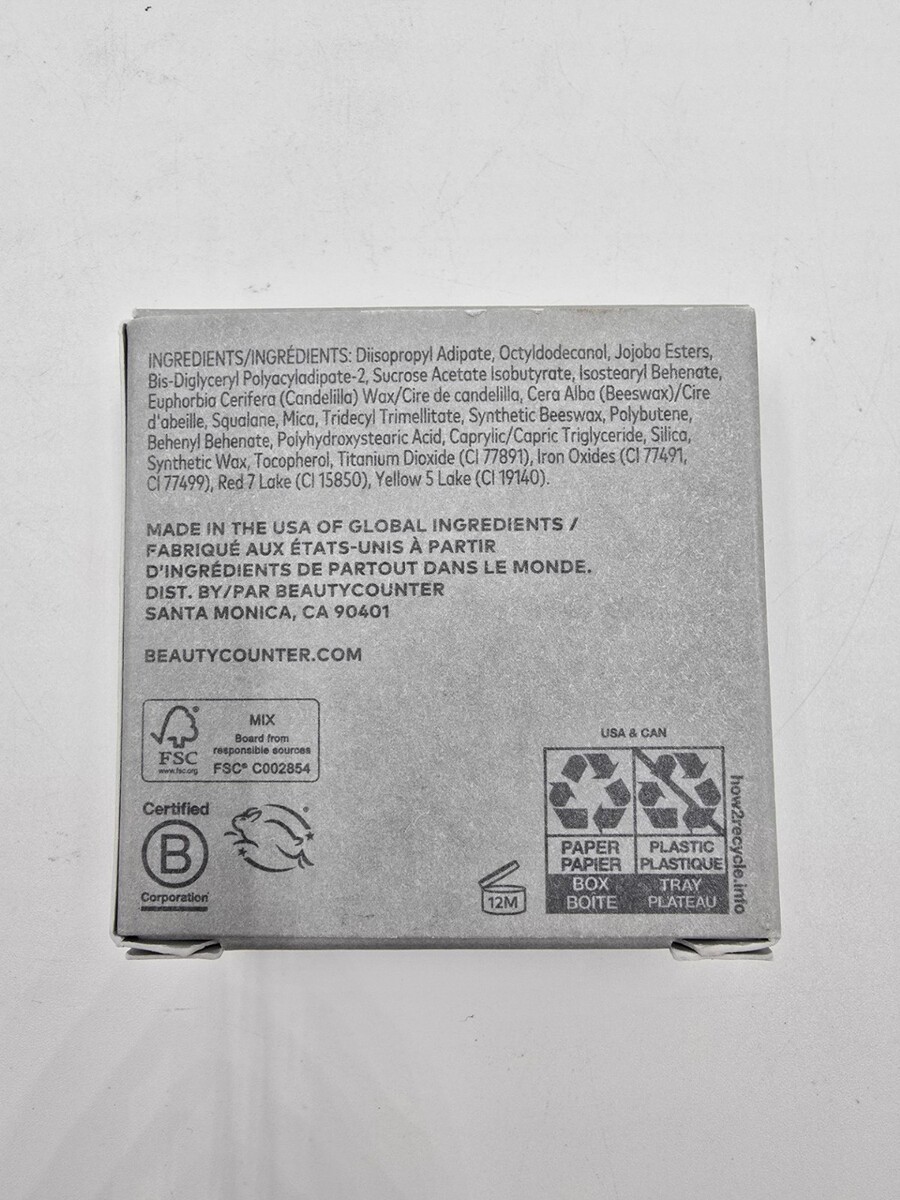 INGREDIENTS/INGRÉDIENTS: Diisopropyl Adipate, Octyldodecanol, Jojoba Esters,
Bis-Diglyceryl Polyacyladipate-2, Sucrose Acetate Isobutyrate, Isostearyl Behenate,
Euphorbia Cerifera (Candelilla) Wax/Cire de candelilla, Cera Alba (Beeswax)/Cire
d'abeille, Squalane, Mica, Tridecyl Trimellitate, Synthetic Beeswax, Polybutene,
Behenyl Behenate, Polyhydroxystearic Acid, Caprylic/Capric Triglyceride, Silica,
Synthetic Wax, Tocopherol, Titanium Dioxide (CI 77891), Iron Oxides (CI 77491,
CI 77499), Red 7 Lake (CI 15850), Yellow 5 Lake (CI 19140).
MADE IN THE USA OF GLOBAL INGREDIENTS /
FABRIQUÉ AUX ÉTATS-UNIS À PARTIR
D'INGRÉDIENTS DE PARTOUT DANS LE MONDE.
DIST. BY/PAR BEAUTYCOUNTER
SANTA MONICA, CA 90401
BEAUTYCOUNTER.COM
FSC
www.fsc.org
MIX
Board from
responsible sources
FSC® C002854
Certified
B
Corporation
12M
USA & CAN
PAPER
PAPIER
BOX
BOITE
PLASTIC
PLASTIQUE
TRAY
PLATEAU
how2recycle.info